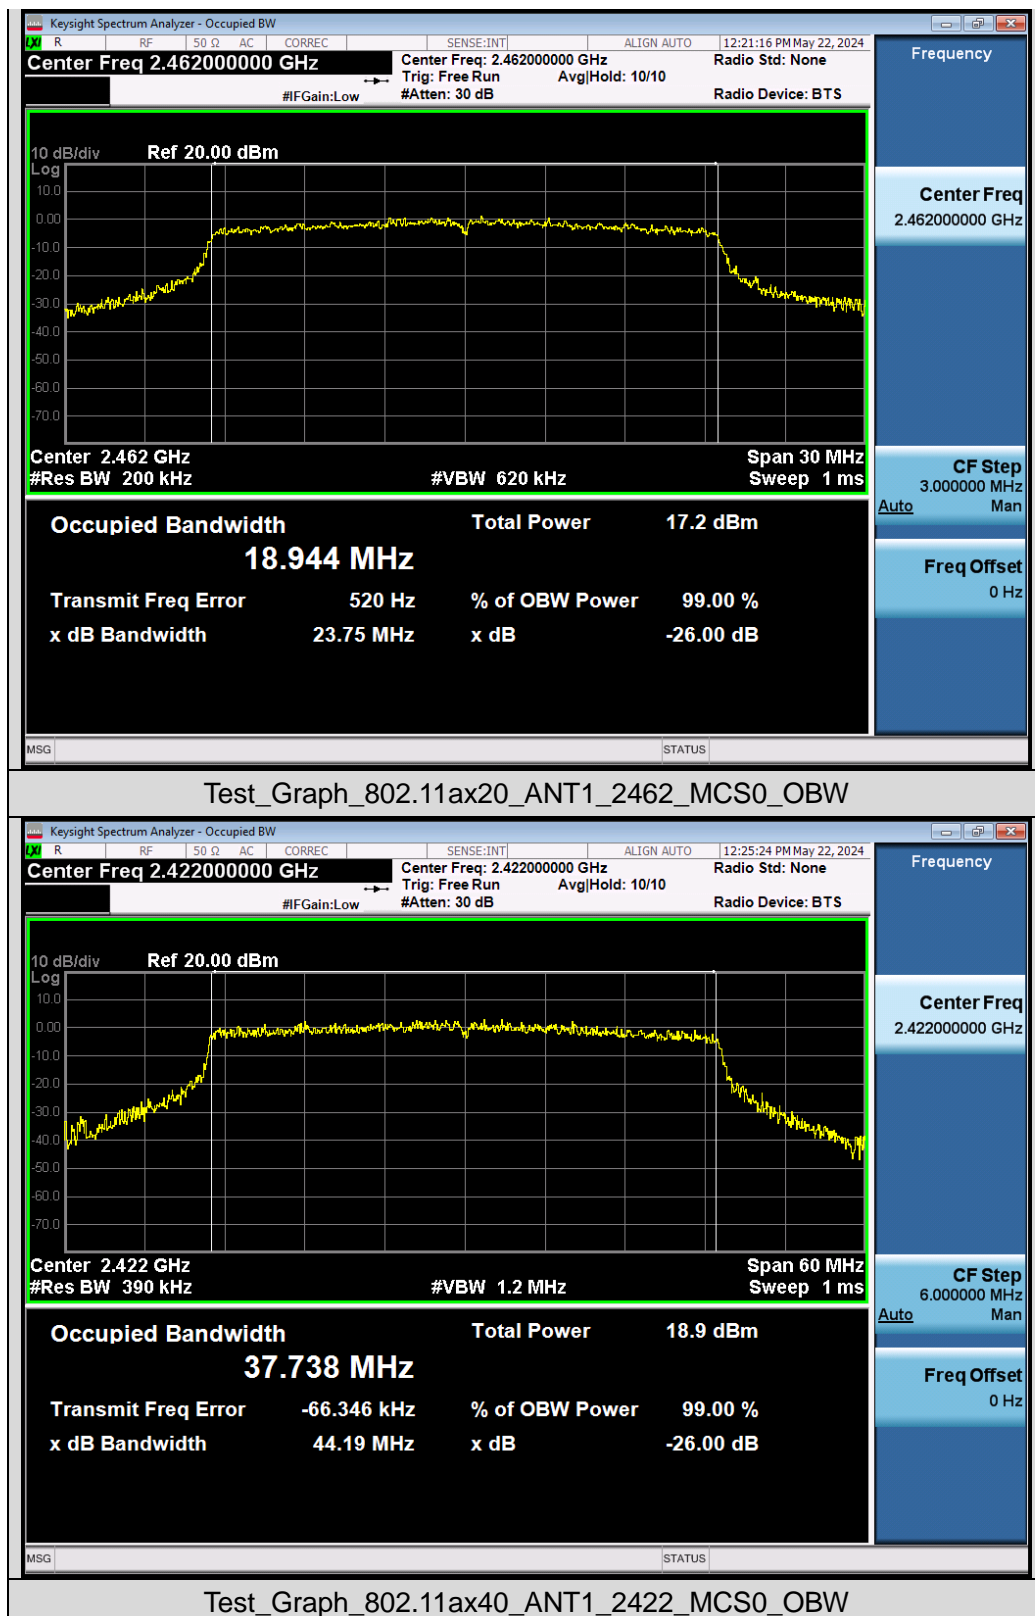 Keysight Spectrum Analyzer - Occupied BW
LXI R RF 50 Ω AC CORREC SENSE:INT ALIGN AUTO 12:21:16 PM May 22, 2024
Center Freq 2.462000000 GHz
Center Freq: 2.462000000 GHz
Radio Std: None
Trig: Free Run Avg|Hold: 10/10
#IFGain:Low
#Atten: 30 dB
Radio Device: BTS
10 dB/div Ref 20.00 dBm
Log
10.0
0.00
-10.0
-20.0
-30.0
-40.0
-50.0
-60.0
-70.0
Center 2.462 GHz Span 30 MHz
#Res BW 200 kHz #VBW 620 kHz Sweep 1 ms
Occupied Bandwidth Total Power 17.2 dBm
18.944 MHz
Transmit Freq Error 520 Hz % of OBW Power 99.00 %
x dB Bandwidth 23.75 MHz x dB -26.00 dB
MSG STATUS
Frequency
Center Freq
2.462000000 GHz
CF Step
3.000000 MHz
Auto Man
Freq Offset
0 Hz
Test_Graph_802.11ax20_ANT1_2462_MCS0_OBW
Keysight Spectrum Analyzer - Occupied BW
LXI R RF 50 Ω AC CORREC SENSE:INT ALIGN AUTO 12:25:24 PM May 22, 2024
Center Freq 2.422000000 GHz
Center Freq: 2.422000000 GHz
Radio Std: None
Trig: Free Run Avg|Hold: 10/10
#IFGain:Low
#Atten: 30 dB
Radio Device: BTS
10 dB/div Ref 20.00 dBm
Log
10.0
0.00
-10.0
-20.0
-30.0
-40.0
-50.0
-60.0
-70.0
Center 2.422 GHz Span 60 MHz
#Res BW 390 kHz #VBW 1.2 MHz Sweep 1 ms
Occupied Bandwidth Total Power 18.9 dBm
37.738 MHz
Transmit Freq Error -66.346 kHz % of OBW Power 99.00 %
x dB Bandwidth 44.19 MHz x dB -26.00 dB
MSG STATUS
Frequency
Center Freq
2.422000000 GHz
CF Step
6.000000 MHz
Auto Man
Freq Offset
0 Hz
Test_Graph_802.11ax40_ANT1_2422_MCS0_OBW